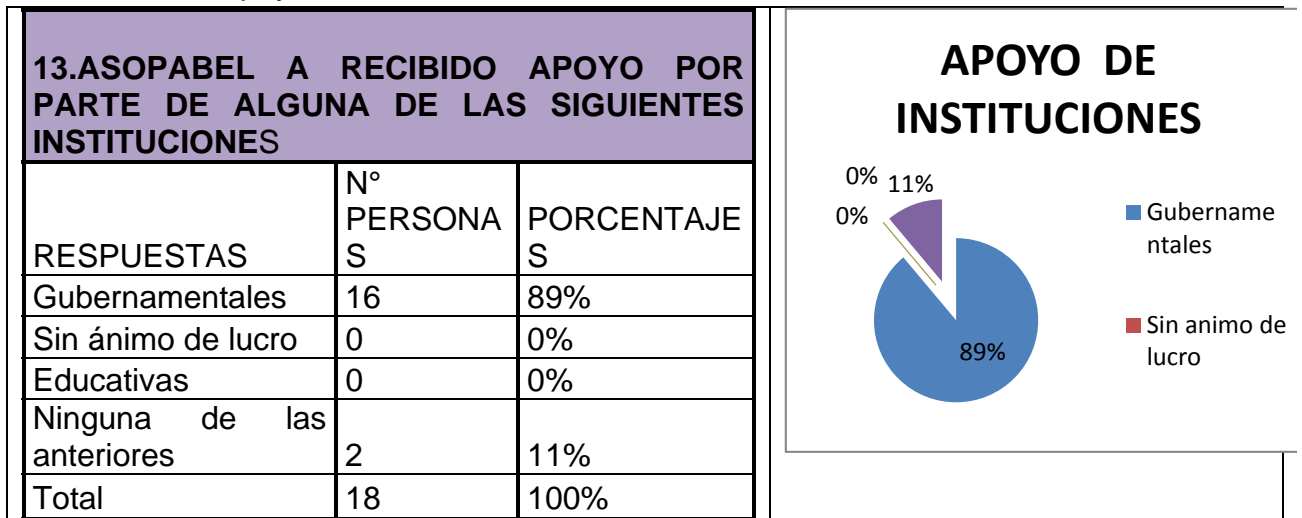 13.ASOPABEL A RECIBIDO APOYO POR
PARTE DE ALGUNA DE LAS SIGUIENTES
INSTITUCIONES
RESPUESTAS
N°
PERSONA
S
PORCENTAJE
S
Gubernamentales 16 89%
Sin ánimo de lucro 0 0%
Educativas 0 0%
Ninguna de las
anteriores 2 11%
Total 18 100%
APOYO DE
INSTITUCIONES
0% 11%
0%
89%
Gubername
ntales
Sin animo de
lucro